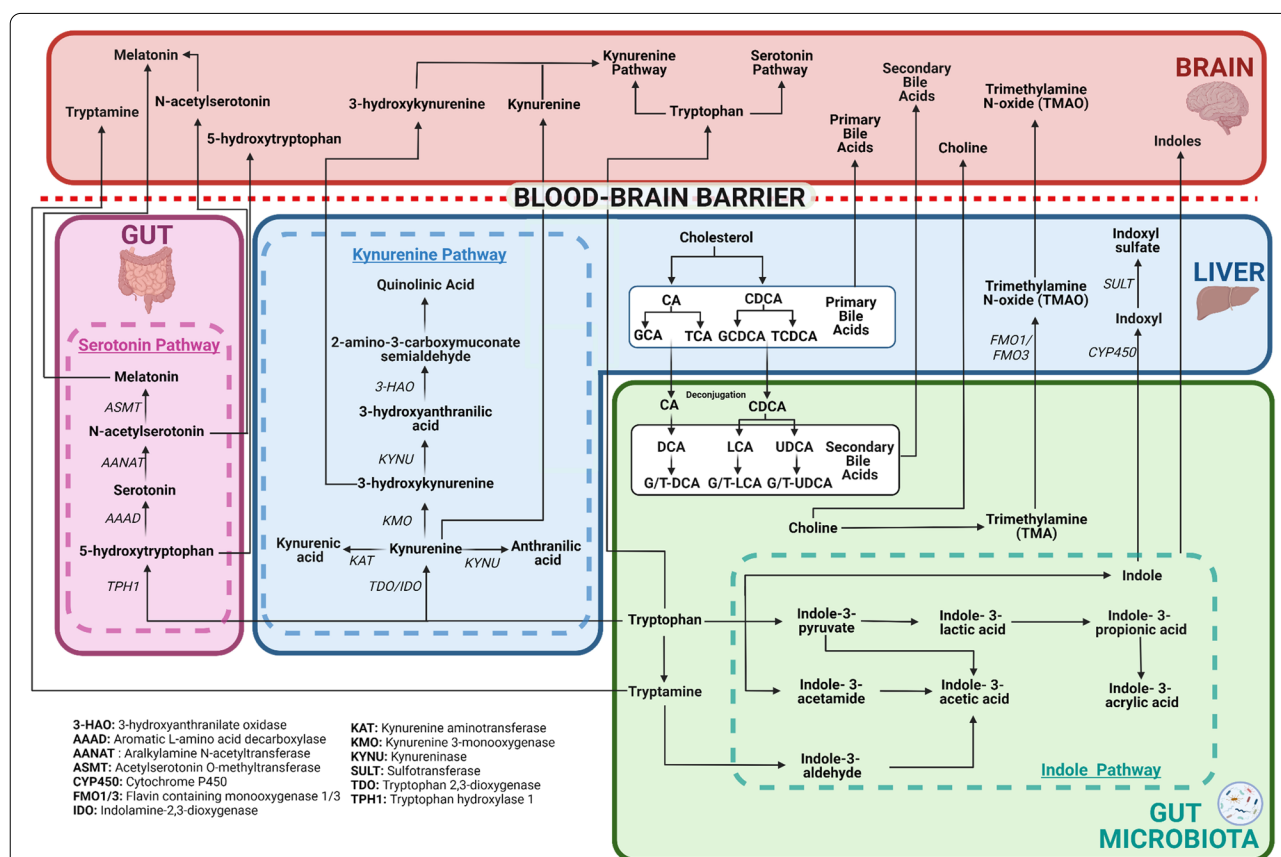 BRAIN
Melatonin
Tryptamine
N-acetylserotonin
5-hydroxytryptophan
3-hydroxykynurenine
Kynurenine
Pathway
Kynurenine
Serotonin
Pathway
Tryptophan
Primary
Bile
Acids
Secondary
Bile
Acids
Choline
Trimethylamine
N-oxide (TMAO)
Indoles
BLOOD-BRAIN BARRIER
GUT
Serotonin Pathway
Melatonin
ASMT
N-acetylserotonin
AANAT
Serotonin
AAAD
5-hydroxytryptophan
TPH1
LIVER
Kynurenine Pathway
Quinolinic Acid
2-amino-3-carboxymuconate
semialdehyde
3-HAO
3-hydroxyanthranilic
acid
KYNU
3-hydroxykynurenine
KMO
Kynurenic
acid
KAT
Kynurenine
KYNU
Anthranilic
acid
TDO/IDO
Cholesterol
CA
CDCA
GCA
TCA
GCDCA
TCDCA
Primary
Bile
Acids
Trimethylamine
N-oxide (TMAO)
FMO1/
FMO3
Indoxyl
sulfate
SULT
Indoxyl
CYP450
Deconjugation
CA
CDCA
DCA
LCA
UDCA
G/T-DCA
G/T-LCA
G/T-UDCA
Secondary
Bile
Acids
Choline
Trimethylamine
(TMA)
Indole
Tryptophan
Indole-3-
pyruvate
Indole- 3-
lactic acid
Indole- 3-
propionic acid
Tryptamine
Indole- 3-
acetamide
Indole- 3-
acetic acid
Indole- 3-
acrylic acid
Indole-3-
aldehyde
Indole Pathway
GUT
MICROBIOTA
3-HAO: 3-hydroxyanthranilate oxidase
AAAD: Aromatic L-amino acid decarboxylase
AANAT : Aralkylamine N-acetyltransferase
ASMT: Acetylserotonin O-methyltransferase
CYP450: Cytochrome P450
FMO1/3: Flavin containing monooxygenase 1/3
IDO: Indolamine-2,3-dioxygenase
KAT: Kynurenine aminotransferase
KMO: Kynurenine 3-monooxygenase
KYNU: Kynureninase
SULT: Sulfotransferase
TDO: Tryptophan 2,3-dioxygenase
TPH1: Tryptophan hydroxylase 1